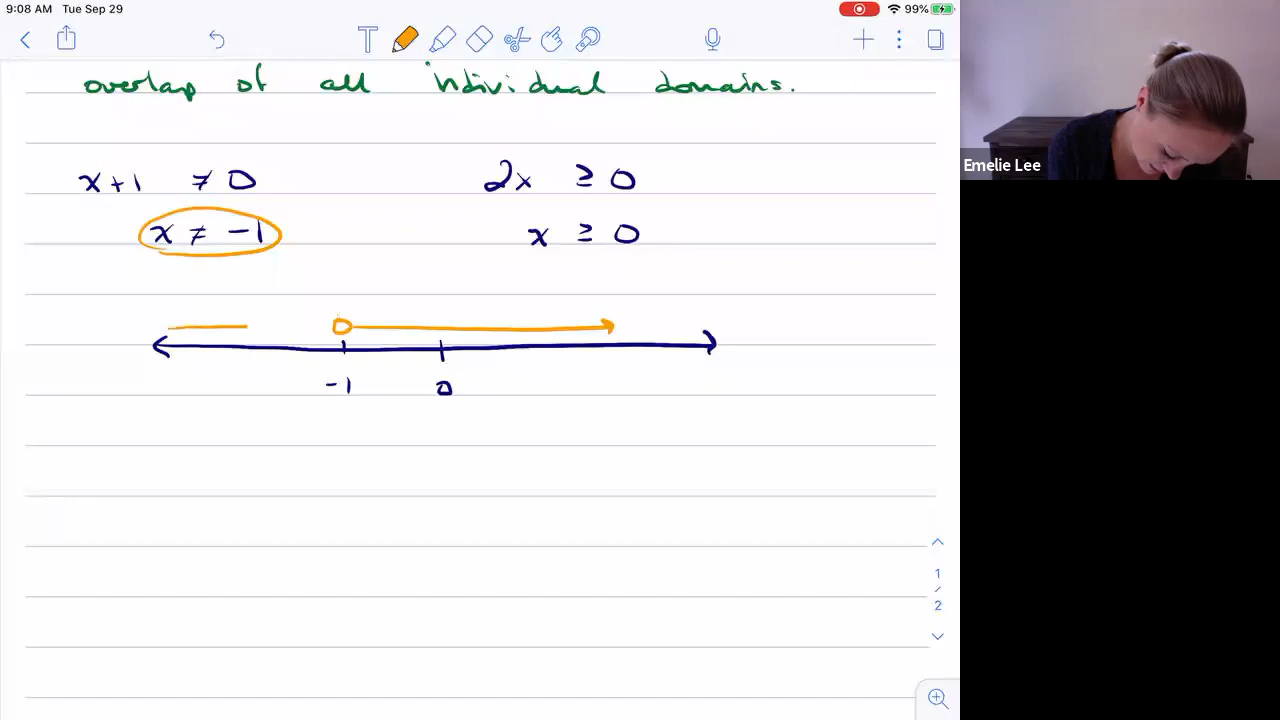 9:08 AM Tue Sep 29
99%
T
overlap of all individual domains.
x+1 ≠ 0
2x ≥ 0
x ≠ -1
x ≥ 0
-1 0
1
/
2
Emelie Lee